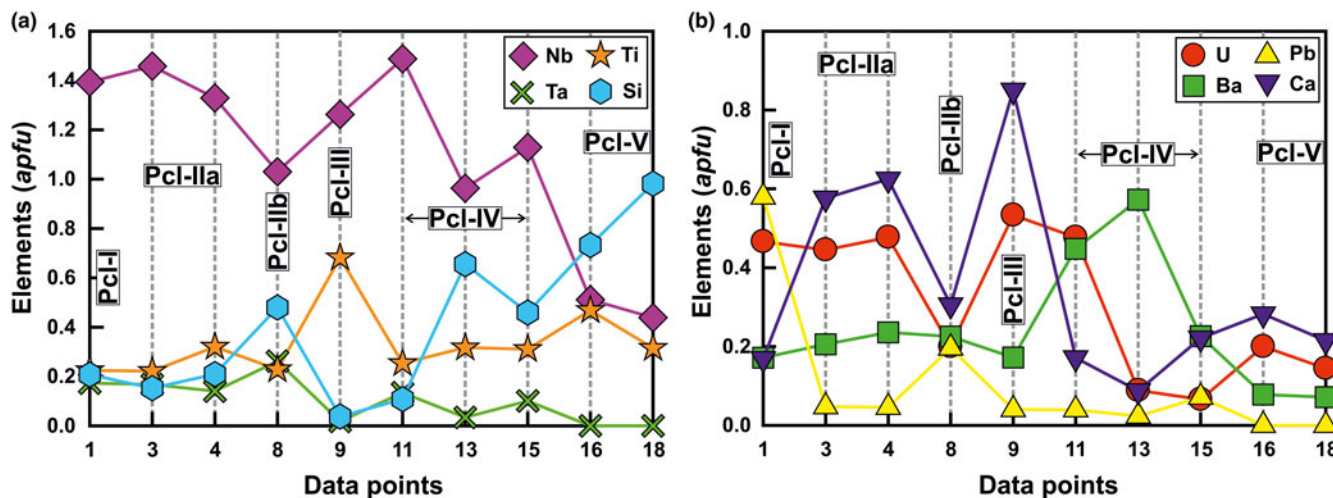 (a)
Elements (apfu)
1.6
1.4
1.2
1.0
0.8
0.6
0.4
0.2
0.0
Nb Ti
Ta Si
Pcl-I
Pcl-IIa
Pcl-IIb
Pcl-III
Pcl-IV
Pcl-V
1 3 4 8 9 11 13 15 16 18
Data points
(b)
Elements (apfu)
1.0
0.8
0.6
0.4
0.2
0.0
U Pb
Ba Ca
Pcl-I
Pcl-IIa
Pcl-IIb
Pcl-III
Pcl-IV
Pcl-V
1 3 4 8 9 11 13 15 16 18
Data points